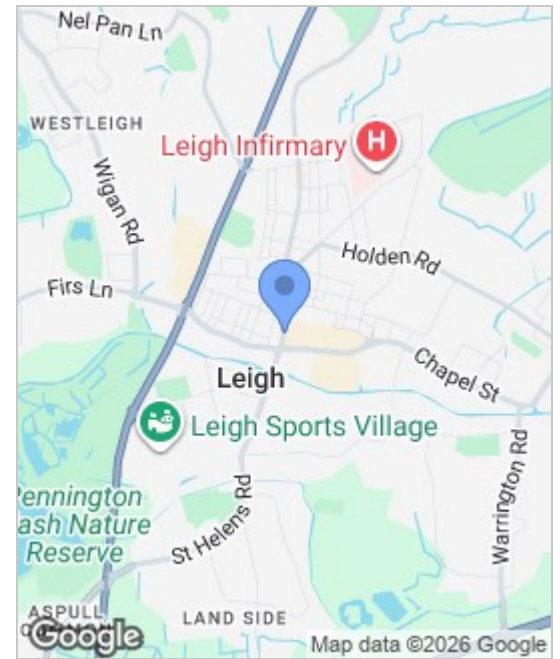 Nel Pan Ln
WESTLEIGH
Leigh Infirmary
H
Wigan Rd
Holden Rd
Firs Ln
Chapel St
Leigh
Leigh Sports Village
Warrington Rd
St Helens Rd
Pennington
ash Nature
Reserve
ASPULL
LAND SIDE
Google
Map data ©2026 Google